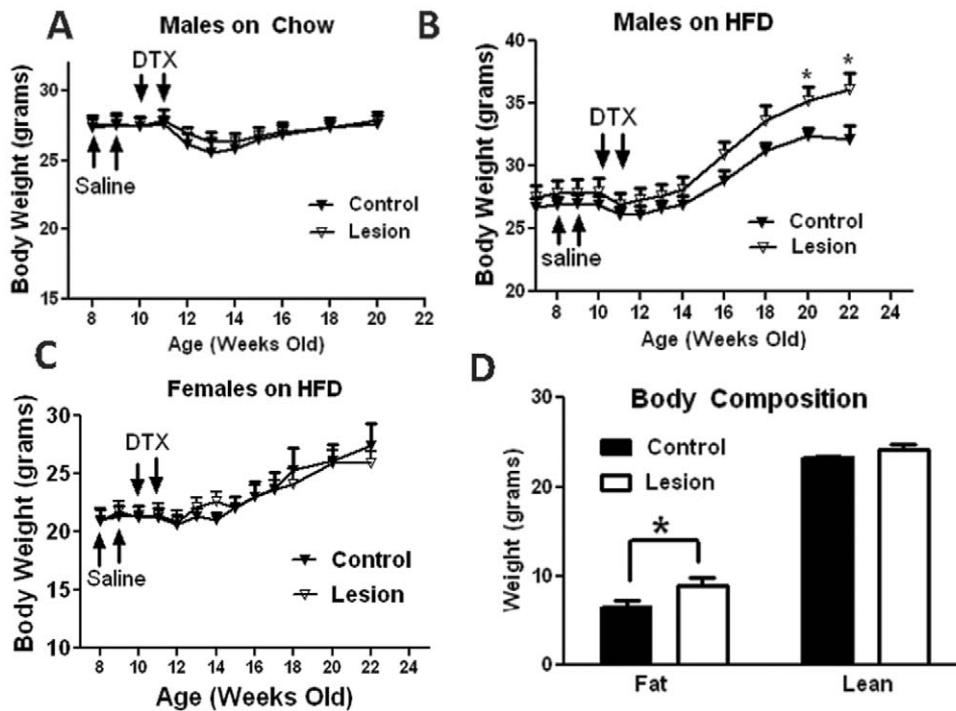 A
Males on Chow
DTX
Body Weight (grams)
30
25
20
15
Saline
Control
Lesion
8 10 12 14 16 18 20 22
Age (Weeks Old)
B
Males on HFD
DTX
Body Weight (grams)
40
35
30
25
20
* *
saline
Control
Lesion
8 10 12 14 16 18 20 22 24
Age (Weeks Old)
C
Females on HFD
DTX
Body Weight (grams)
30
25
20
15
10
Saline
Control
Lesion
8 10 12 14 16 18 20 22 24
Age (Weeks Old)
D
Body Composition
Weight (grams)
30
20
10
0
Control
Lesion
*
Fat Lean